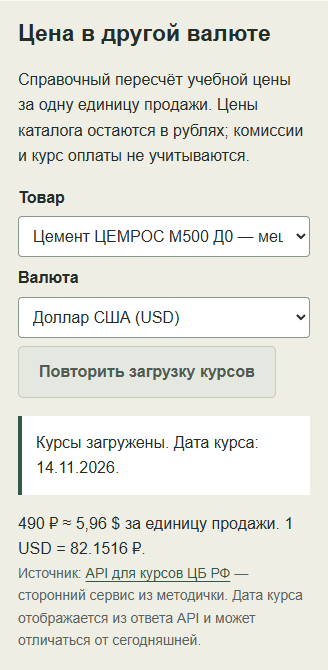 Цена в другой валюте
Справочный пересчёт учебной цены
за одну единицу продажи. Цены
каталога остаются в рублях; комиссии
и курс оплаты не учитываются.
Товар
Цемент ЦЕМРОС М500 Д0 — меш
Валюта
Доллар США (USD)
Повторить загрузку курсов
Курсы загружены. Дата курса:
14.11.2026.
490 ₽ ≈ 5,96 $ за единицу продажи. 1
USD = 82.1516 ₽.
Источник: API для курсов ЦБ РФ —
сторонний сервис из методички. Дата курса
отображается из ответа API и может
отличаться от сегодняшней.